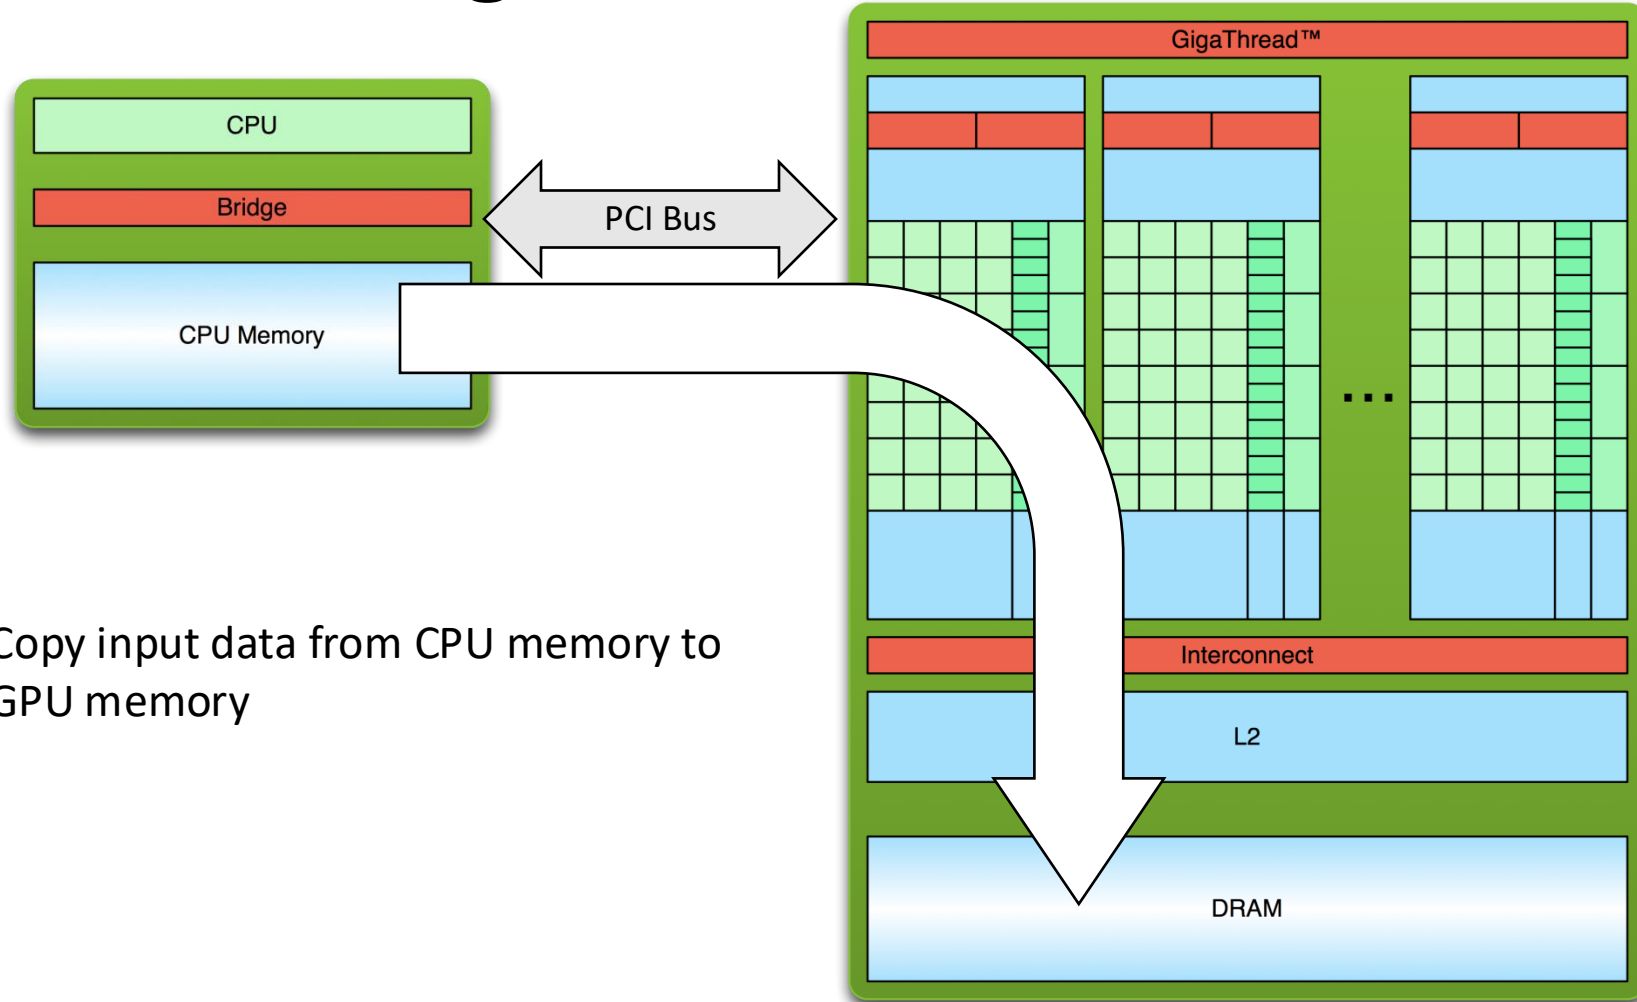 GigaThread™
CPU
Bridge
PCI Bus
CPU Memory
...
Copy input data from CPU memory to
GPU memory
Interconnect
L2
DRAM